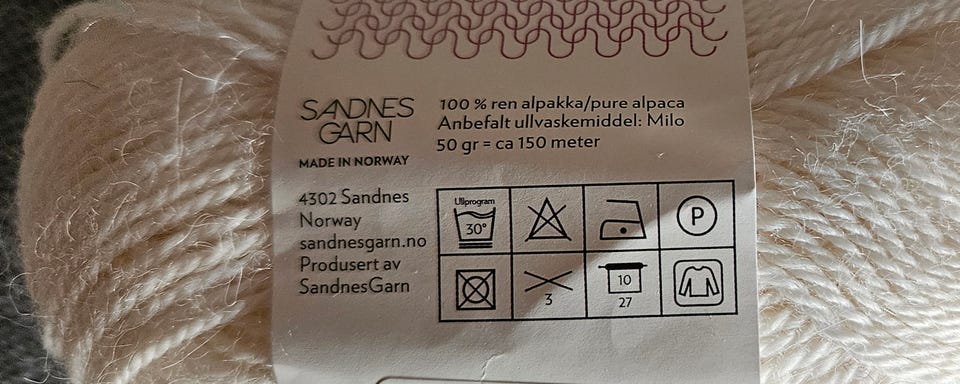 SANDNES
GARN
MADE IN NORWAY
4302 Sandnes
Norway
sandnesgarn.no
Produsert av
SandnesGarn
100 % ren alpakka/pure alpaca
Anbefalt ullvaskemiddel: Milo
50 gr = ca 150 meter
Ullprogram
30°
P
3
10
27